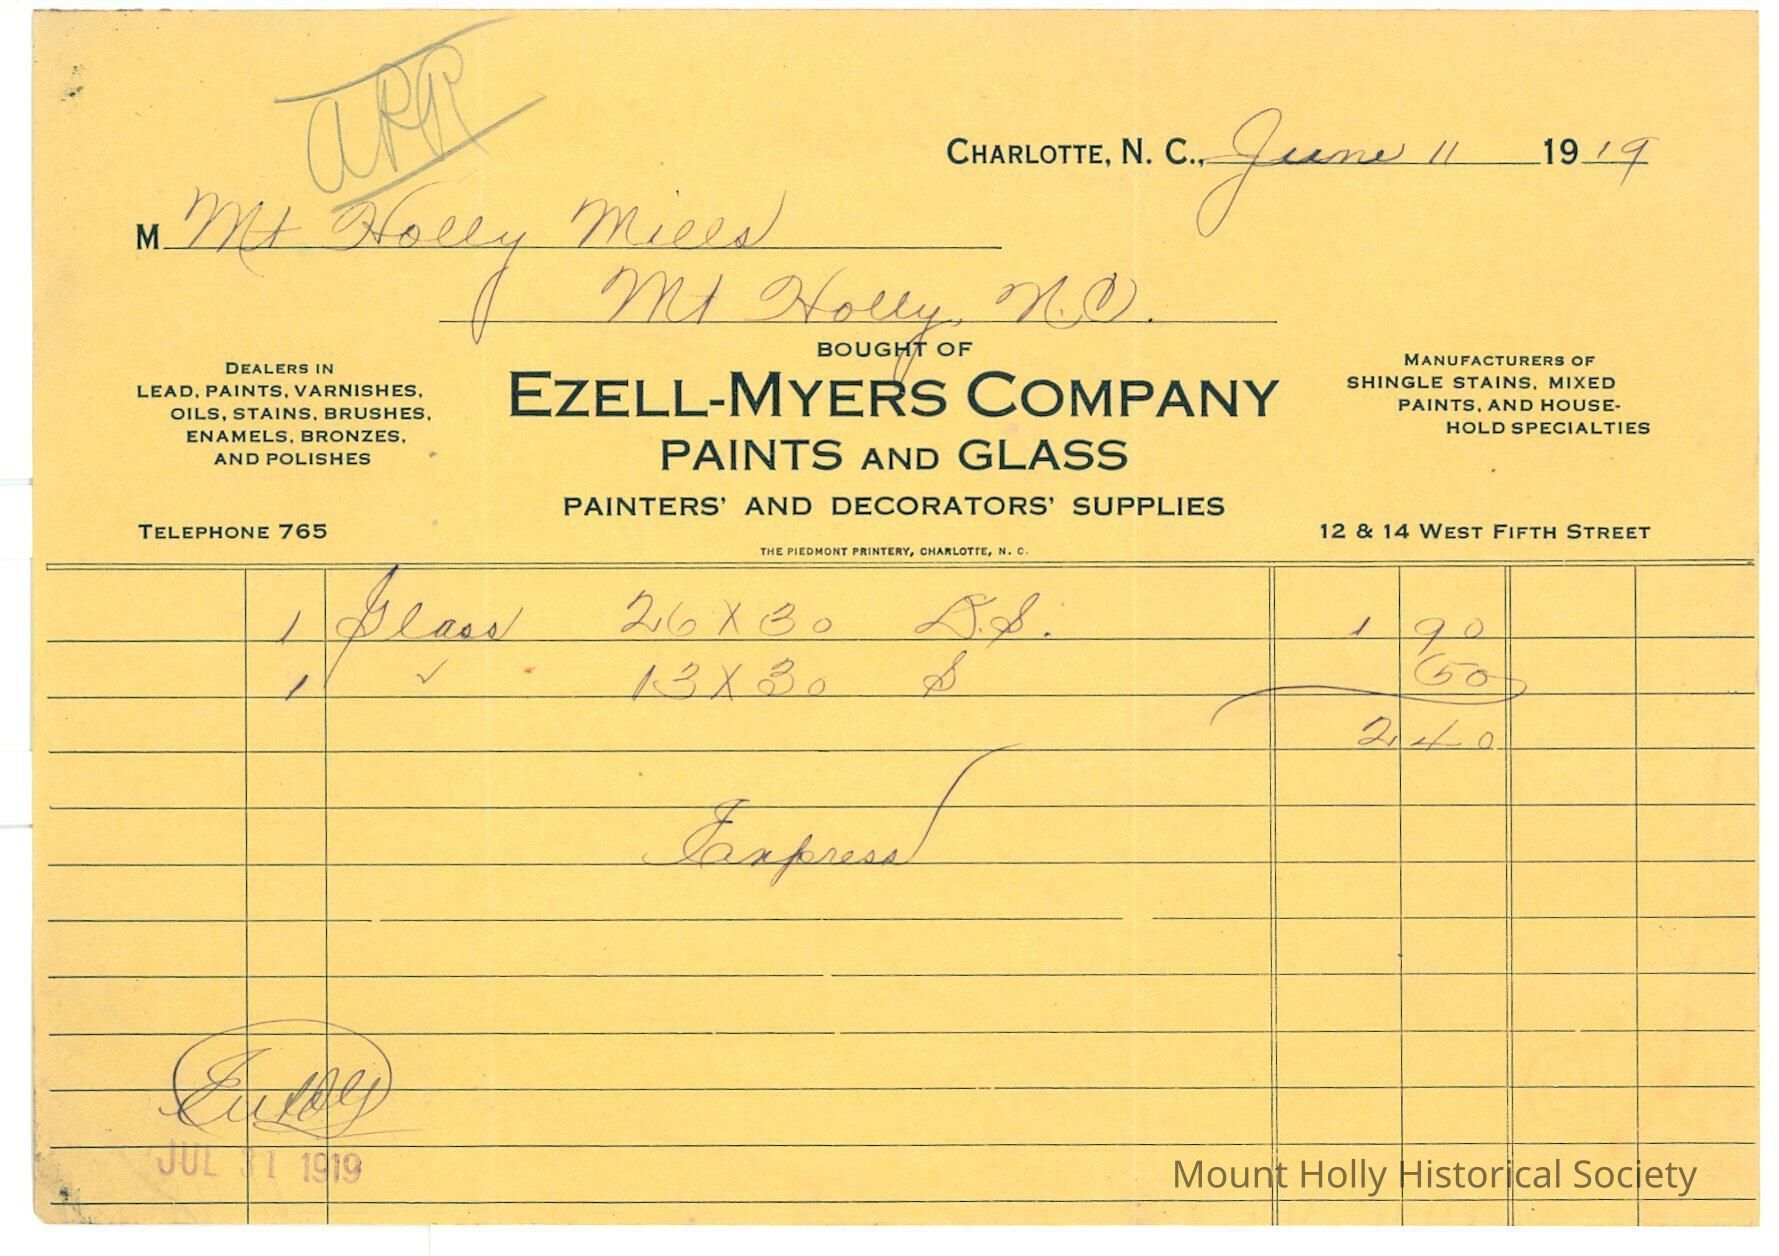 APR
CHARLOTTE, N. C., June 11 1919
M Mt Holly Mills
Mt Holly, N.C.
BOUGHT OF
DEALERS IN
LEAD, PAINTS, VARNISHES,
OILS, STAINS, BRUSHES,
ENAMELS, BRONZES,
AND POLISHES
TELEPHONE 765
EZELL-MYERS COMPANY
PAINTS AND GLASS
PAINTERS' AND DECORATORS' SUPPLIES
THE PIEDMONT PRINTERY, CHARLOTTE, N. C.
MANUFACTURERS OF
SHINGLE STAINS, MIXED
PAINTS, AND HOUSE-
HOLD SPECIALTIES
12 & 14 WEST FIFTH STREET
1 Glass 26 X 30 D.S. 1 90
1 ✓ 13 X 30 S 50
2 40
Express
JUL 31 1919
Mount Holly Historical Society